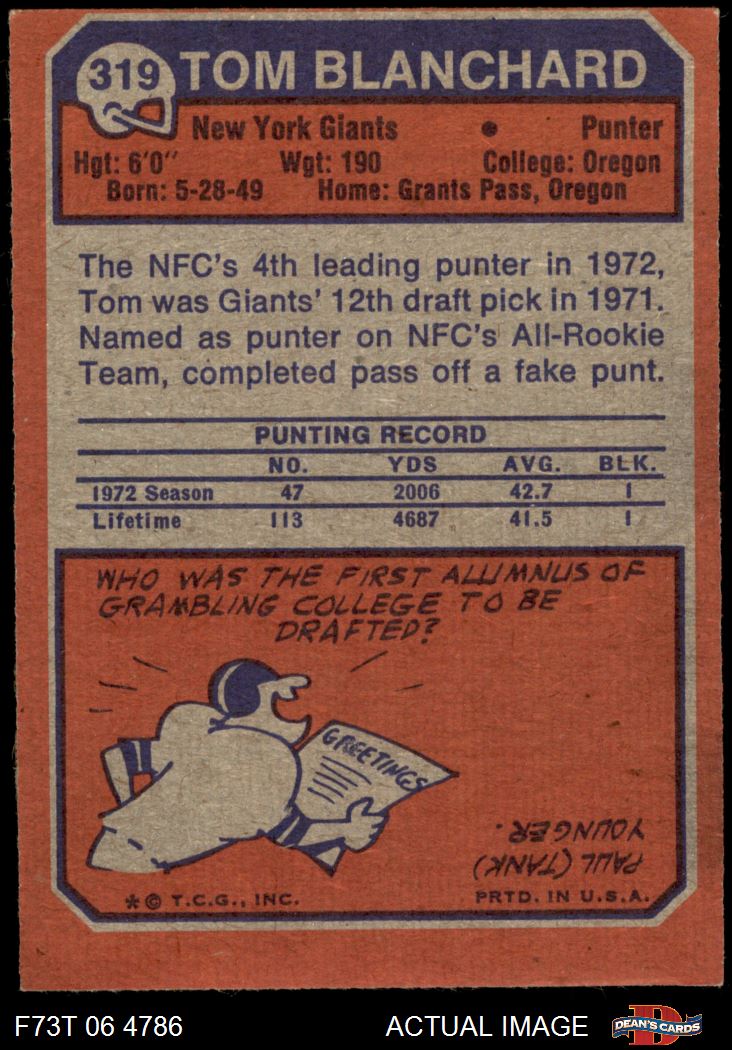 319 TOM BLANCHARD
New York Giants • Punter
Hgt: 6'0" Wgt: 190 College: Oregon
Born: 5-28-49 Home: Grants Pass, Oregon
The NFC's 4th leading punter in 1972,
Tom was Giants' 12th draft pick in 1971.
Named as punter on NFC's All-Rookie
Team, completed pass off a fake punt.
PUNTING RECORD
NO. YDS AVG. BLK.
1972 Season 47 2006 42.7 1
Lifetime 113 4687 41.5 1
WHO WAS THE FIRST ALUMNUS OF
GRAMBLING COLLEGE TO BE
DRAFTED?
GREETINGS
PAUL (TANK)
YOUNGER.
*© T.C.G., INC. PRTD. IN U.S.A.
F73T 06 4786 ACTUAL IMAGE D DEAN'S CARDS